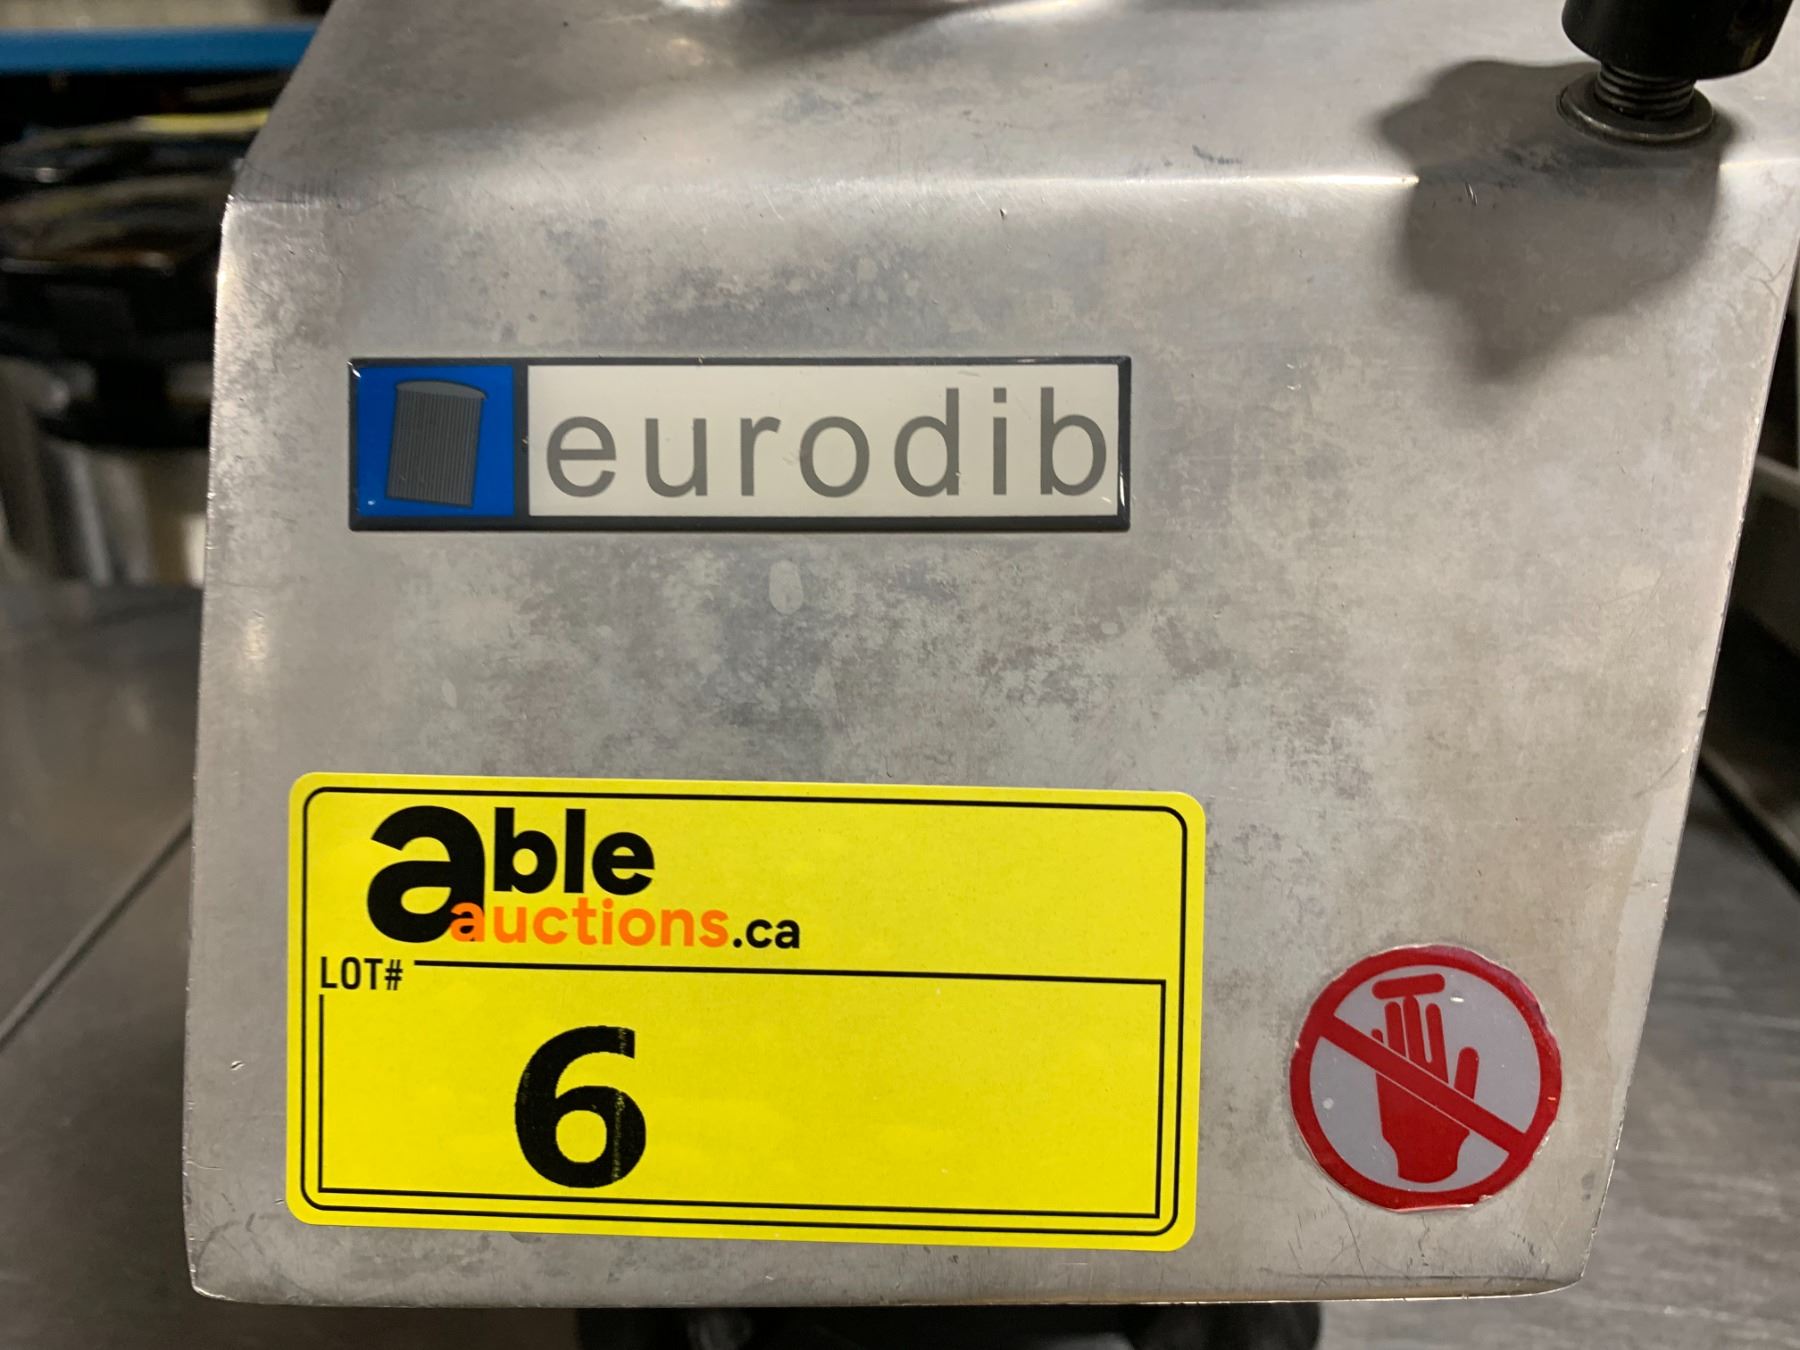 eurodib
able
auctions.ca
LOT#
6